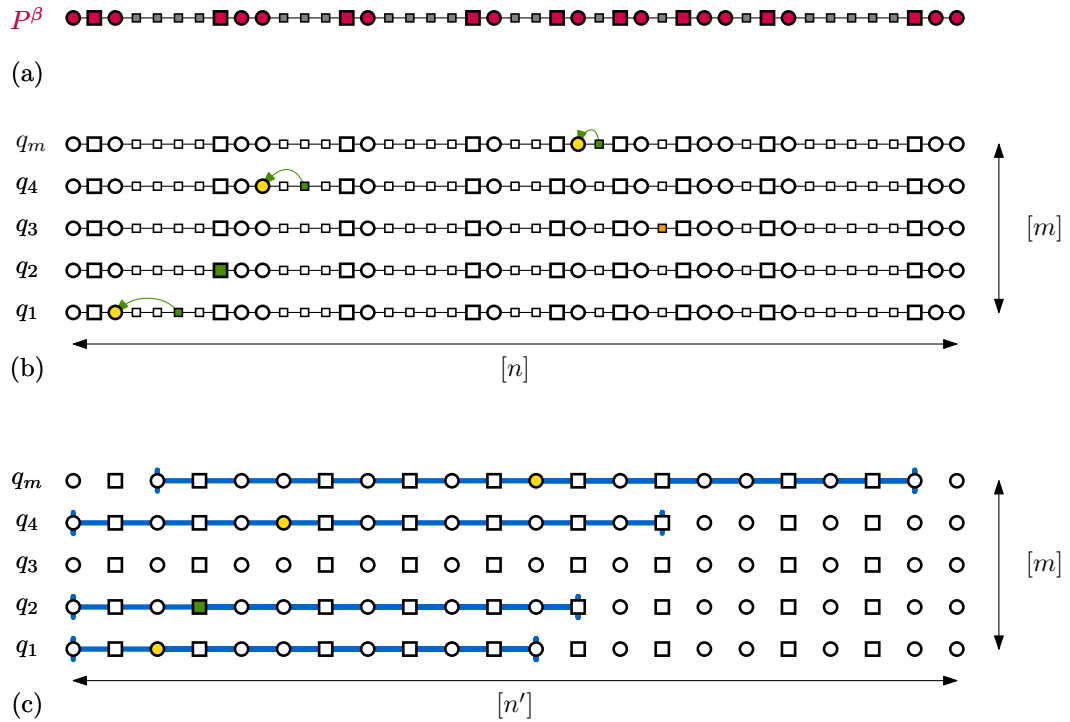 P^β
(a)
q_m
q_4
q_3
[m]
q_2
q_1
(b)
[n]
q_m
q_4
q_3
[m]
q_2
q_1
(c)
[n′]